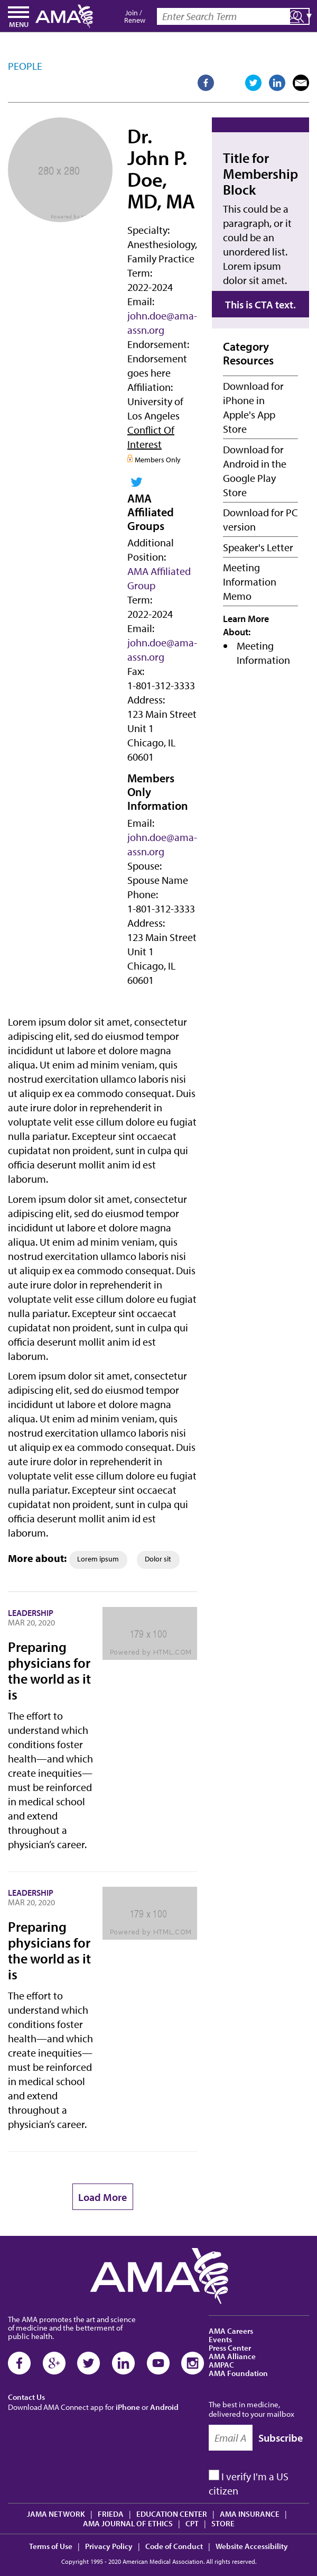 MENU
AMA
Join /
Renew
Enter Search Term
PEOPLE
280 x 280
Powered by
Dr.
John P.
Doe,
MD, MA
Specialty:
Anesthesiology,
Family Practice
Term:
2022-2024
Email:
john.doe@ama-
assn.org
Endorsement:
Endorsement
goes here
Affiliation:
University of
Los Angeles
Conflict Of
Interest
Members Only
AMA
Affiliated
Groups
Additional
Position:
AMA Affiliated
Group
Term:
2022-2024
Email:
john.doe@ama-
assn.org
Fax:
1-801-312-3333
Address:
123 Main Street
Unit 1
Chicago, IL
60601
Members
Only
Information
Email:
john.doe@ama-
assn.org
Spouse:
Spouse Name
Phone:
1-801-312-3333
Address:
123 Main Street
Unit 1
Chicago, IL
60601
Title for
Membership
Block
This could be a
paragraph, or it
could be an
unordered list.
Lorem ipsum
dolor sit amet.
This is CTA text.
Category
Resources
Download for
iPhone in
Apple's App
Store
Download for
Android in the
Google Play
Store
Download for PC
version
Speaker's Letter
Meeting
Information
Memo
Learn More
About:
• Meeting
Information
Lorem ipsum dolor sit amet, consectetur
adipiscing elit, sed do eiusmod tempor
incididunt ut labore et dolore magna
aliqua. Ut enim ad minim veniam, quis
nostrud exercitation ullamco laboris nisi
ut aliquip ex ea commodo consequat. Duis
aute irure dolor in reprehenderit in
voluptate velit esse cillum dolore eu fugiat
nulla pariatur. Excepteur sint occaecat
cupidatat non proident, sunt in culpa qui
officia deserunt mollit anim id est
laborum.
Lorem ipsum dolor sit amet, consectetur
adipiscing elit, sed do eiusmod tempor
incididunt ut labore et dolore magna
aliqua. Ut enim ad minim veniam, quis
nostrud exercitation ullamco laboris nisi
ut aliquip ex ea commodo consequat. Duis
aute irure dolor in reprehenderit in
voluptate velit esse cillum dolore eu fugiat
nulla pariatur. Excepteur sint occaecat
cupidatat non proident, sunt in culpa qui
officia deserunt mollit anim id est
laborum.
Lorem ipsum dolor sit amet, consectetur
adipiscing elit, sed do eiusmod tempor
incididunt ut labore et dolore magna
aliqua. Ut enim ad minim veniam, quis
nostrud exercitation ullamco laboris nisi
ut aliquip ex ea commodo consequat. Duis
aute irure dolor in reprehenderit in
voluptate velit esse cillum dolore eu fugiat
nulla pariatur. Excepteur sint occaecat
cupidatat non proident, sunt in culpa qui
officia deserunt mollit anim id est
laborum.
More about: Lorem ipsum Dolor sit
LEADERSHIP
MAR 20, 2020
Preparing
physicians for
the world as it
is
The effort to
understand which
conditions foster
health—and which
create inequities—
must be reinforced
in medical school
and extend
throughout a
physician's career.
179 x 100
Powered by HTML.COM
LEADERSHIP
MAR 20, 2020
Preparing
physicians for
the world as it
is
The effort to
understand which
conditions foster
health—and which
create inequities—
must be reinforced
in medical school
and extend
throughout a
physician's career.
179 x 100
Powered by HTML.COM
Load More
AMA
The AMA promotes the art and science
of medicine and the betterment of
public health.
Contact Us
Download AMA Connect app for iPhone or Android
AMA Careers
Events
Press Center
AMA Alliance
AMPAC
AMA Foundation
The best in medicine,
delivered to your mailbox
Email A
Subscribe
I verify I'm a US
citizen
JAMA NETWORK | FRIEDA | EDUCATION CENTER | AMA INSURANCE |
AMA JOURNAL OF ETHICS | CPT | STORE
Terms of Use | Privacy Policy | Code of Conduct | Website Accessibility
Copyright 1995 - 2020 American Medical Association. All rights reserved.